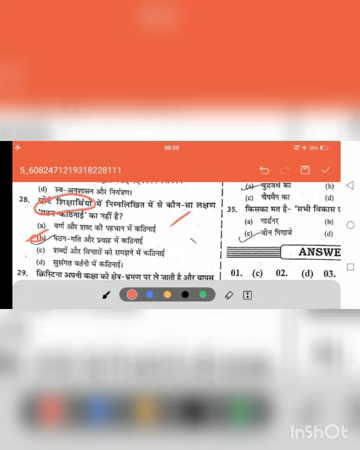 00:20
26%
5_6082471219318228111
(d) स्व-अनुशासन और नियंत्रण।
28. शिक्षार्थियों में निम्नलिखित में से कौन-सा लक्षण
'पठन कठिनाई' का नहीं है?
(a) वर्ण और शब्द की पहचान में कठिनाई
(b) पठन-गति और प्रवाह में कठिनाई
(c) शब्दों और विचारों को समझने में कठिनाई
(d) सुसंगत वर्तनी में कठिनाई।
29. क्रिस्टिना अपनी कक्षा को क्षेत्र-भ्रमण पर ले जाती है और वापस
(a) वुडवर्थ का (b)
(c) चैपमैन का (d)
35. किसका मत है- 'सभी विकास
(a) गार्डनर (b)
(c) जीन पियाजे (d)
ANSWE
01. (c) 02. (d) 03.
InShOt